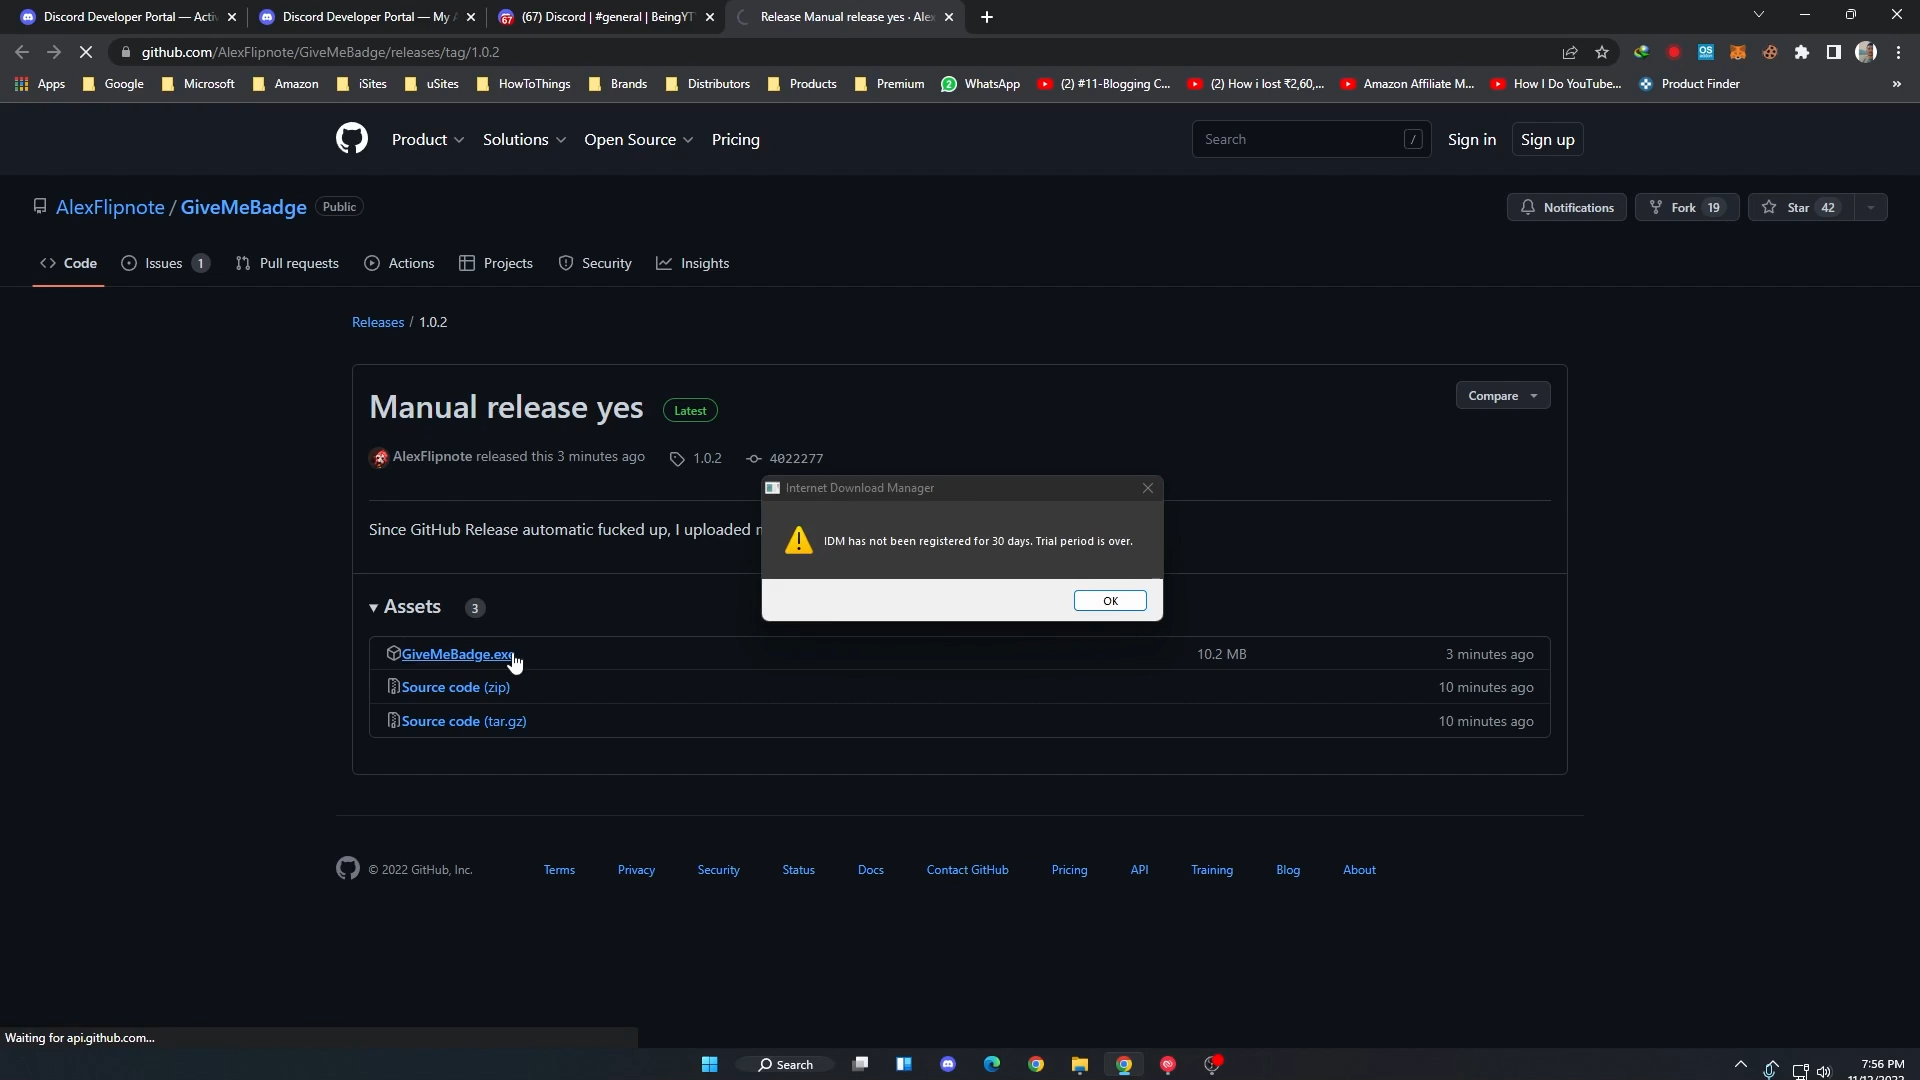 Discord Developer Portal — Acti
Discord Developer Portal — My A
(67) Discord | #general | BeingYT
Release Manual release yes · Alex
github.com/AlexFlipnote/GiveMeBadge/releases/tag/1.0.2
Apps
Google
Microsoft
Amazon
iSites
uSites
HowToThings
Brands
Distributors
Products
Premium
WhatsApp
(2) #11-Blogging C...
(2) How i lost ₹2,60,...
Amazon Affiliate M...
How I Do YouTube...
Product Finder
»
Product
Solutions
Open Source
Pricing
Search /
Sign in
Sign up
AlexFlipnote / GiveMeBadge Public
Notifications
Fork 19
Star 42
Code
Issues 1
Pull requests
Actions
Projects
Security
Insights
Releases / 1.0.2
Manual release yes Latest
Compare
AlexFlipnote released this 3 minutes ago
1.0.2
4022277
Internet Download Manager
Since GitHub Release automatic fucked up, I uploaded
IDM has not been registered for 30 days. Trial period is over.
OK
Assets 3
GiveMeBadge.exe 10.2 MB 3 minutes ago
Source code (zip) 10 minutes ago
Source code (tar.gz) 10 minutes ago
© 2022 GitHub, Inc.
Terms
Privacy
Security
Status
Docs
Contact GitHub
Pricing
API
Training
Blog
About
Waiting for api.github.com...
Search
7:56 PM